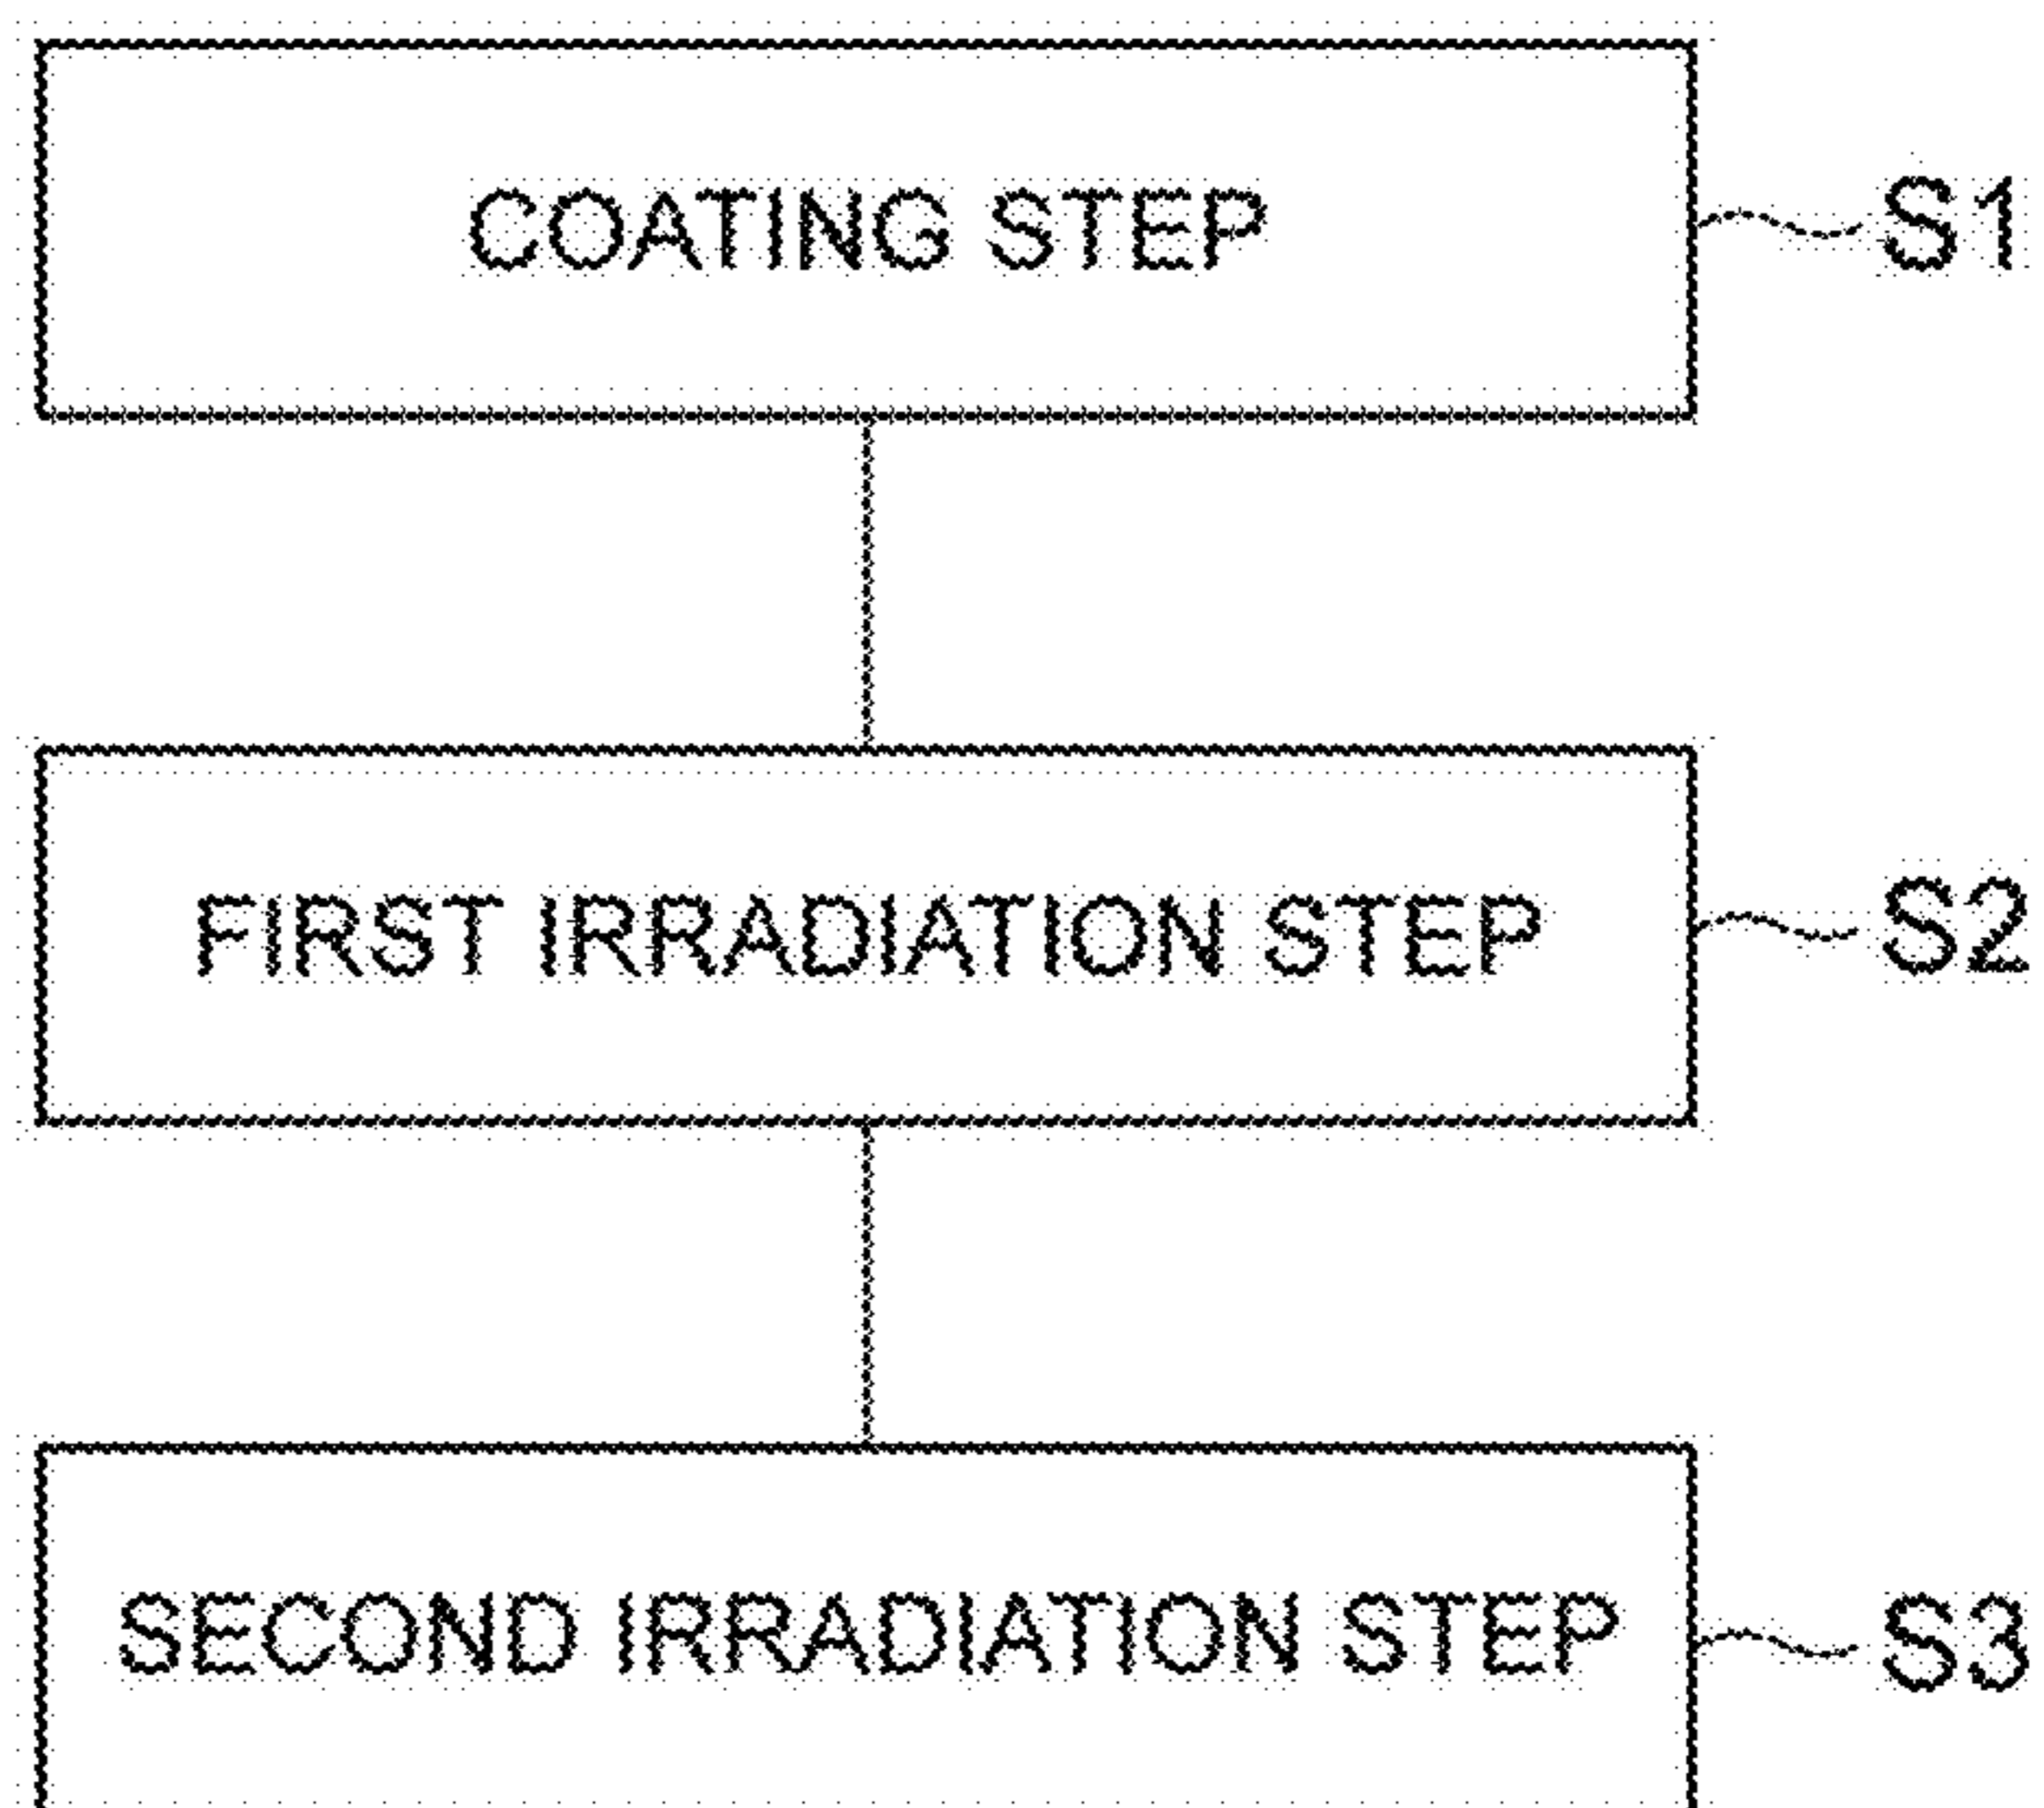 COATING STEP S1
FIRST IRRADIATION STEP S2
SECOND IRRADIATION STEP S3